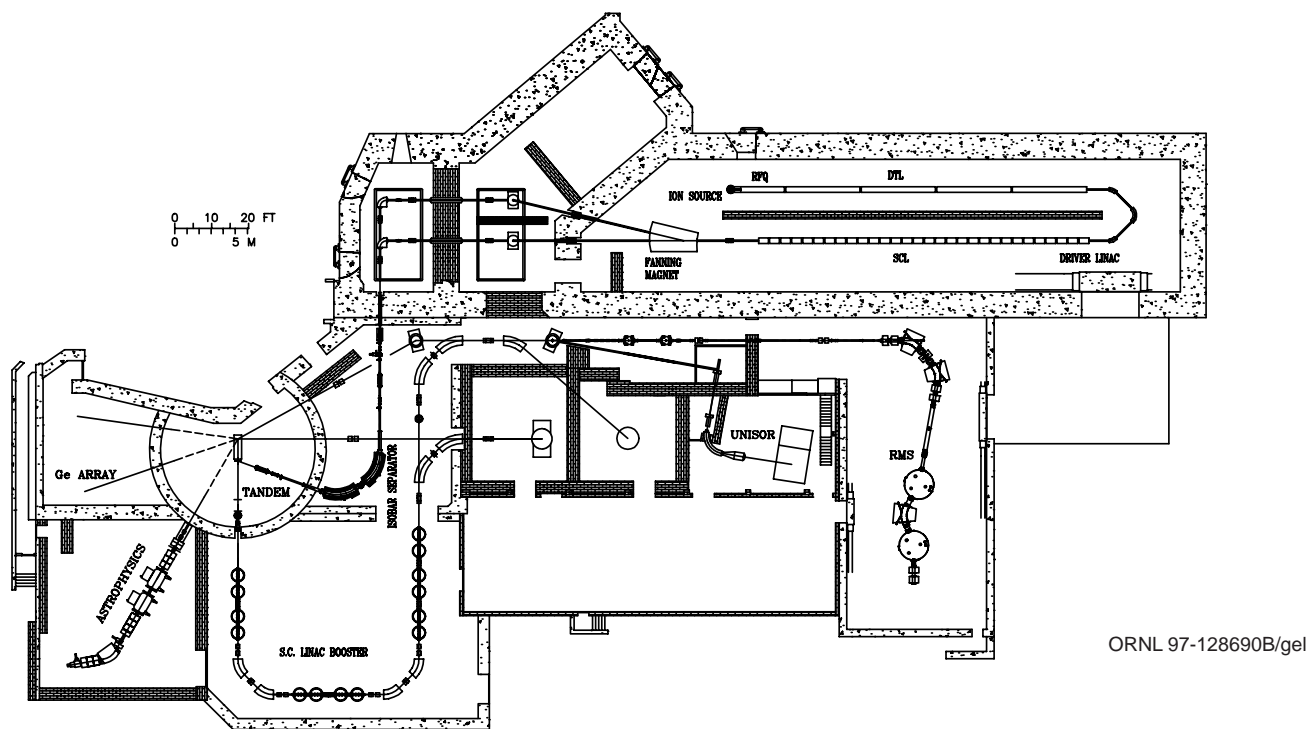 RFQ
DTL
ION SOURCE
0 10 20 FT
0 5 M
FANNING
MAGNET
SCL
DRIVER LINAC
UNISOR
RMS
Ge ARRAY
TANDEM
ISOBAR SEPARATOR
ASTROPHYSICS
S.C. LINAC BOOSTER
ORNL 97-128690B/gel